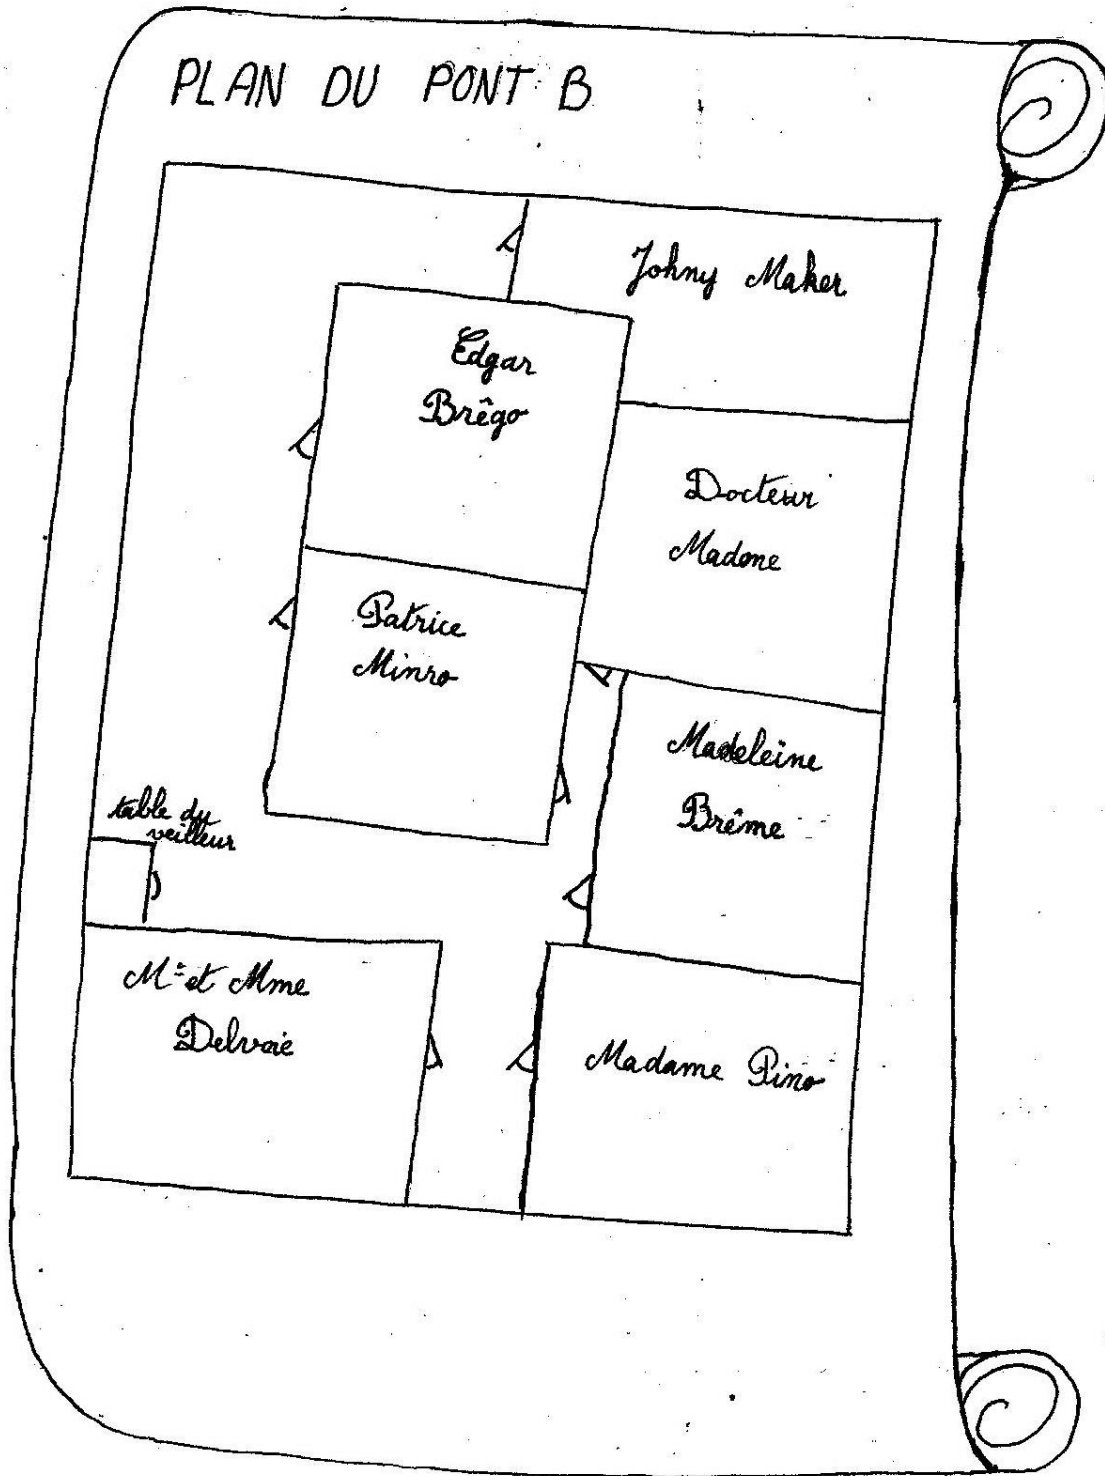 PLAN DU PONT B
Johny Maker
Edgar
Brêgo
Docteur
Madone
Patrice
Minro
Madeleine
Brême
table du
veilleur
Mr et Mme
Delvoie
Madame Pino